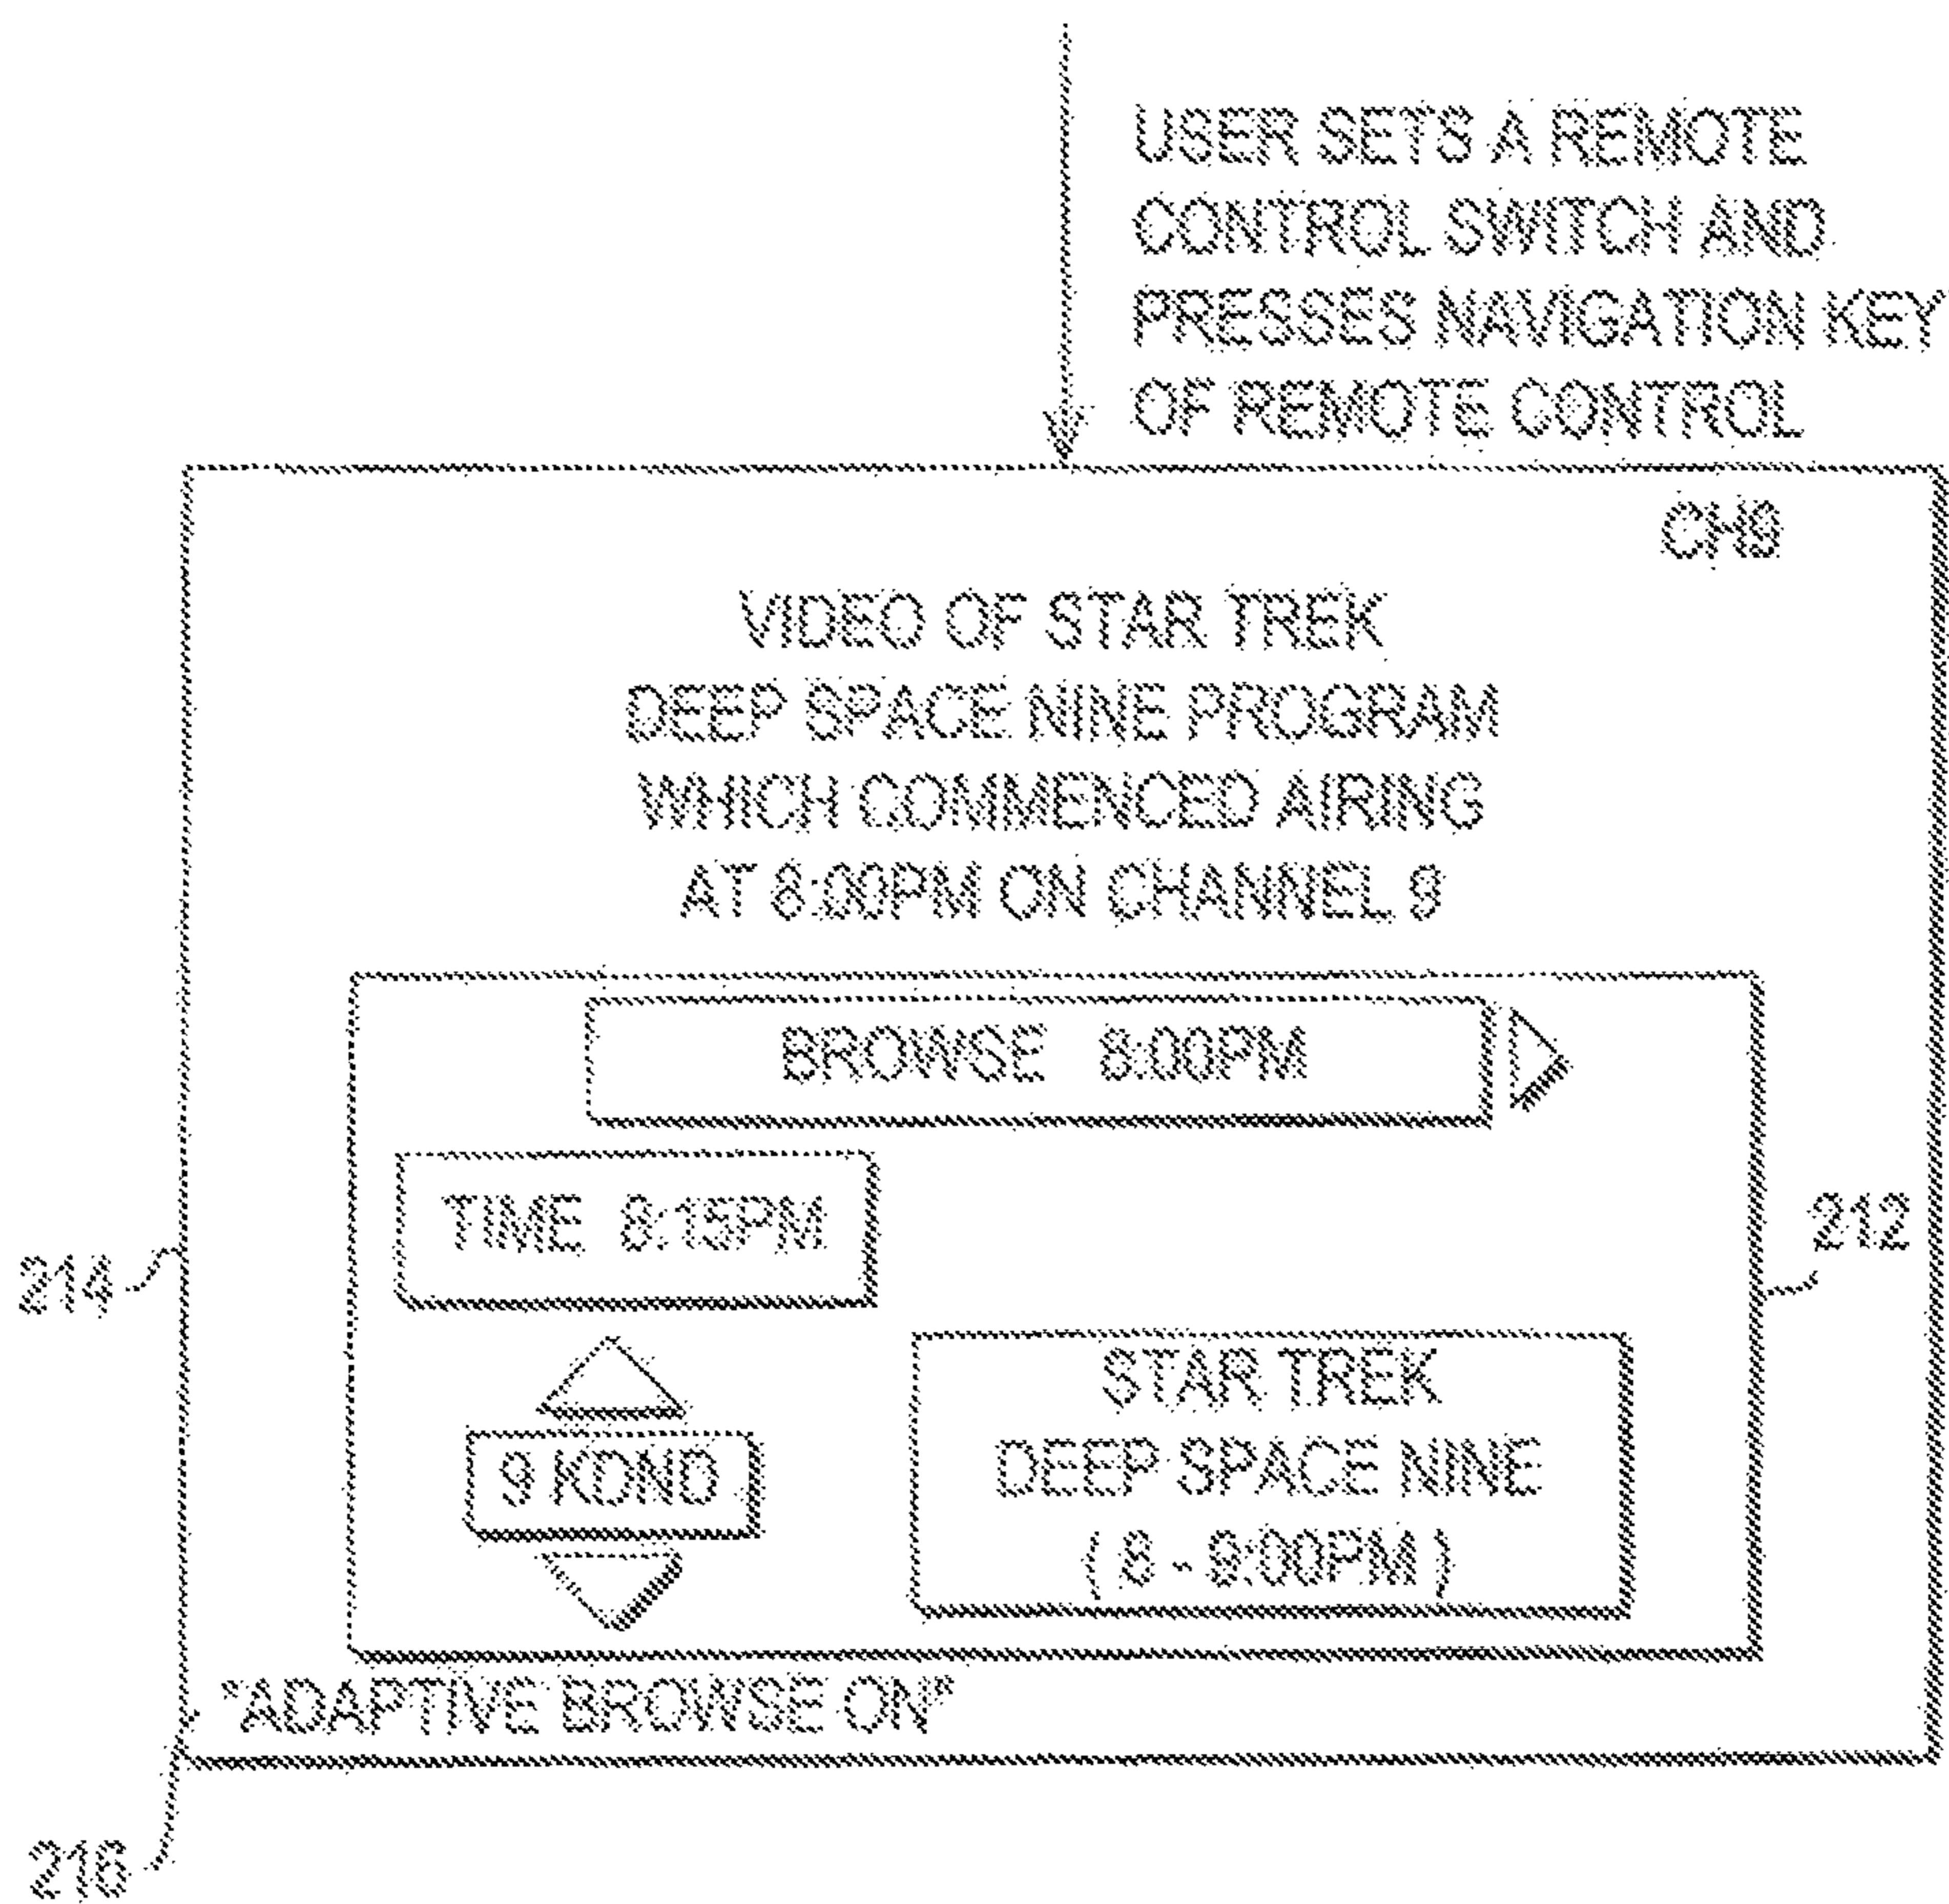 USER SETS A REMOTE
CONTROL SWITCH AND
PRESSES NAVIGATION KEY
OF REMOTE CONTROL
CH9
VIDEO OF STAR TREK
DEEP SPACE NINE PROGRAM
WHICH COMMENCED AIRING
AT 8:00PM ON CHANNEL 9
BROWSE 8:00PM
TIME 8:15PM
212
214
9 KDND
STAR TREK
DEEP SPACE NINE
( 8 - 9:00PM )
"ADAPTIVE BROWSE ON"
216